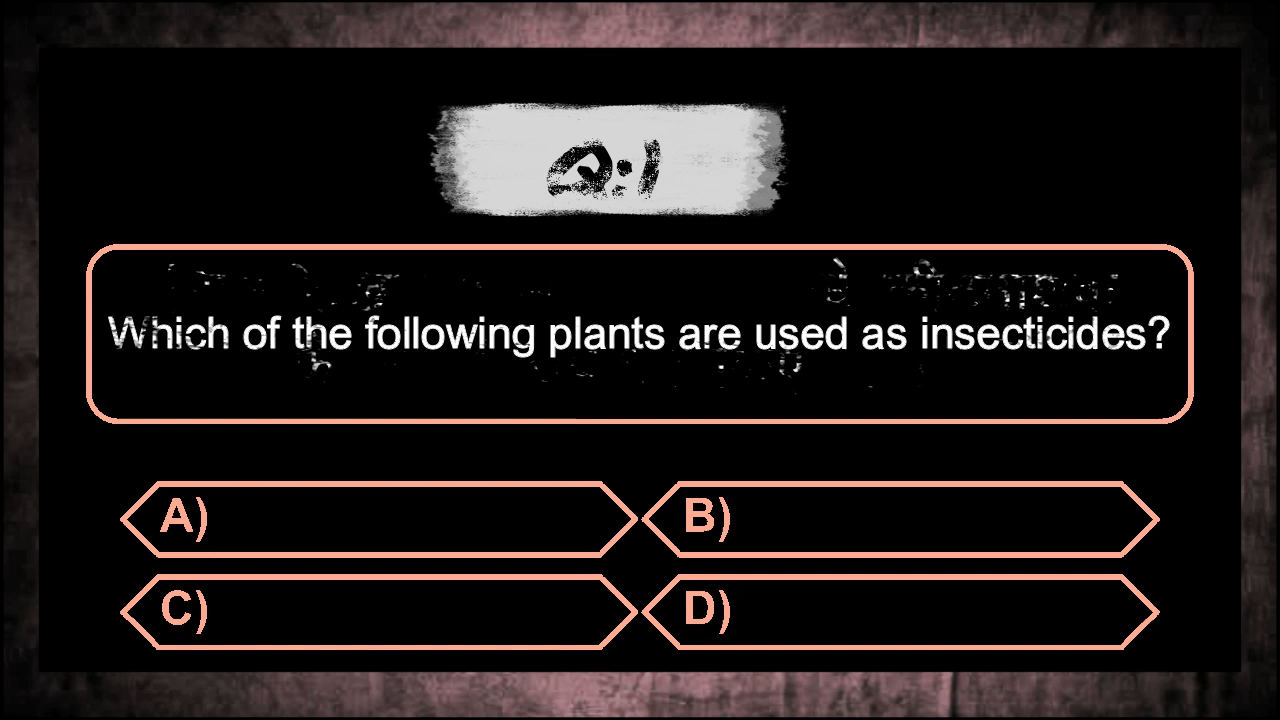 Q:1
Which of the following plants are used as insecticides?
A)
B)
C)
D)